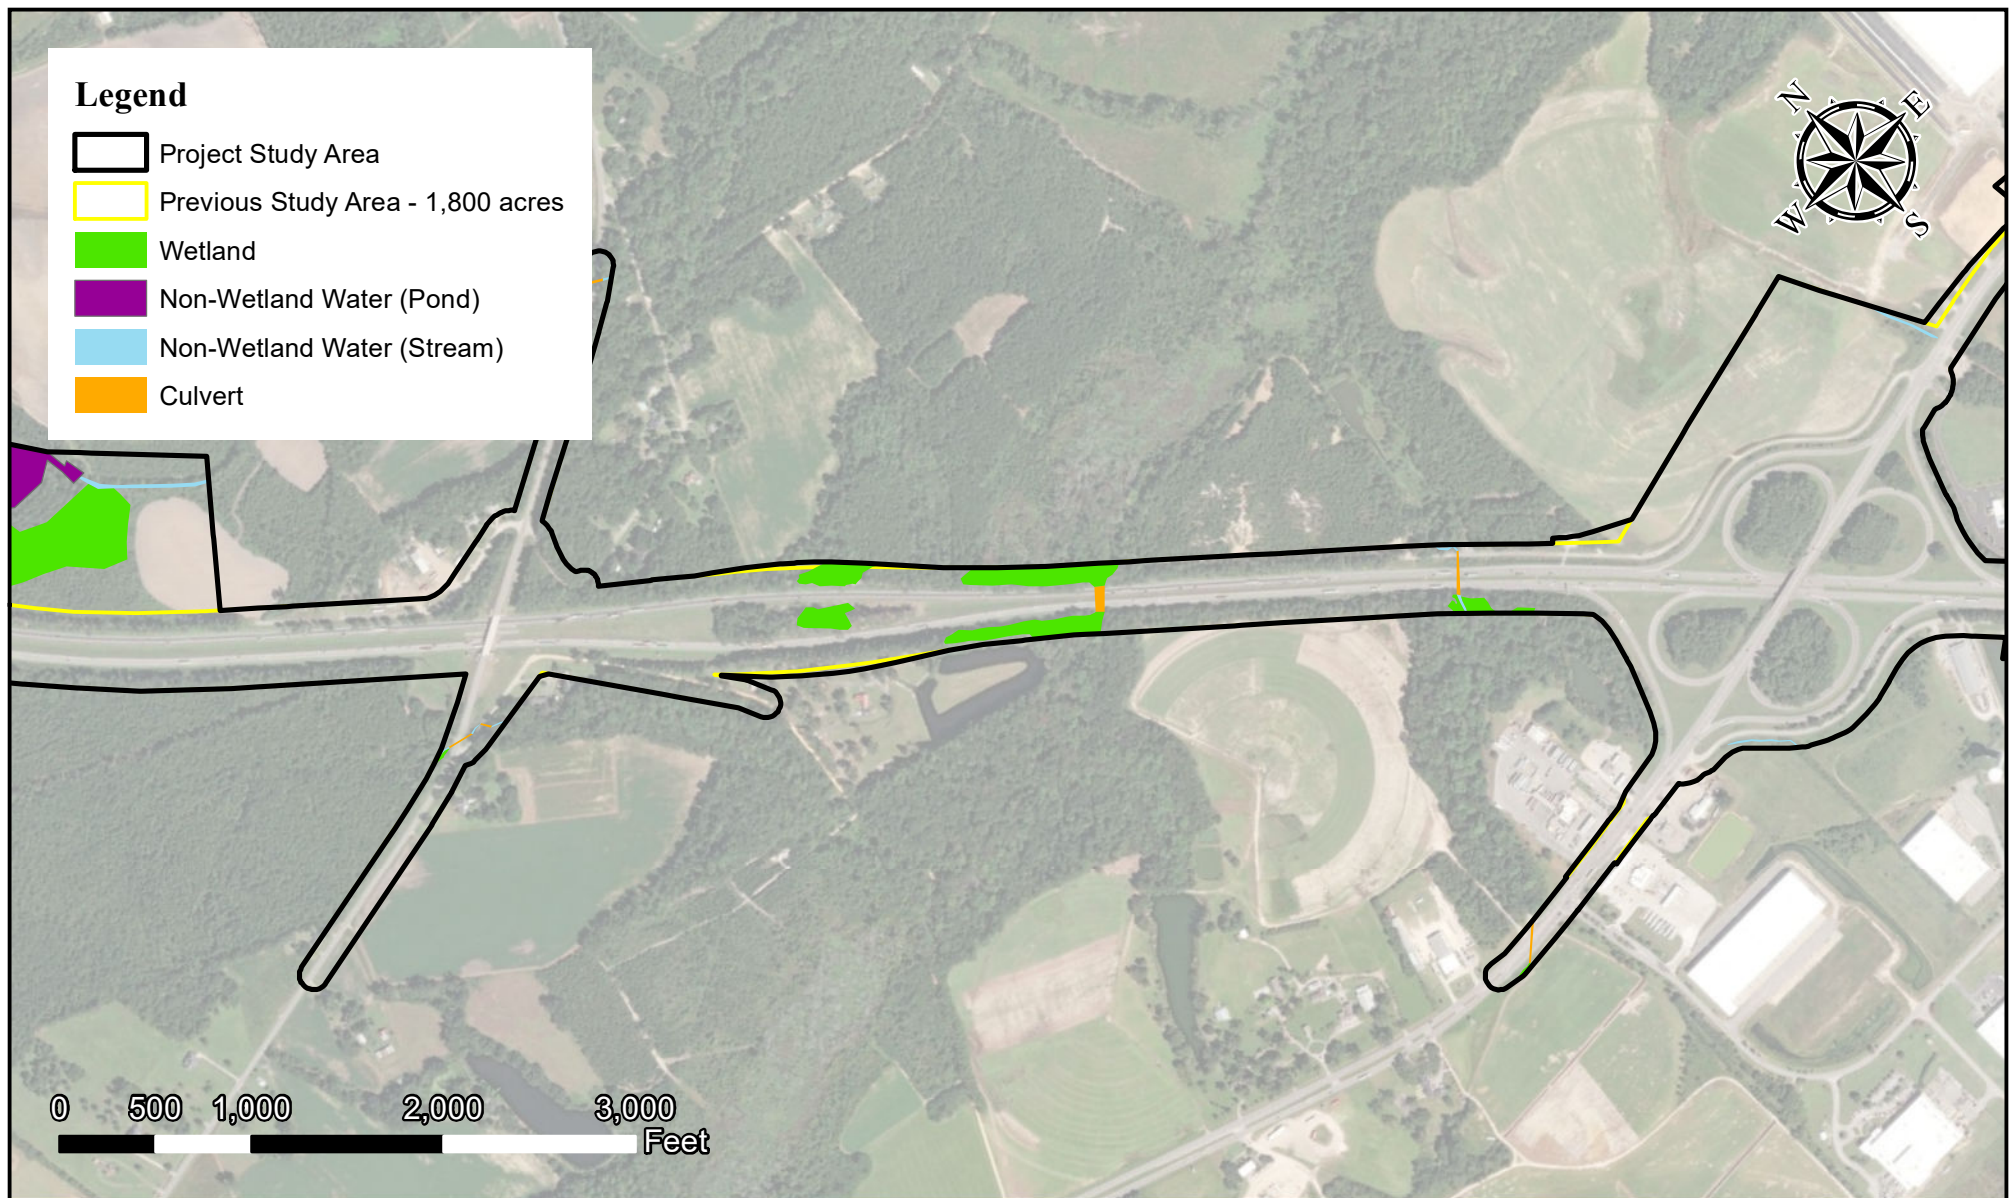 Legend
Project Study Area
Previous Study Area - 1,800 acres
Wetland
Non-Wetland Water (Pond)
Non-Wetland Water (Stream)
Culvert
N
E
W
S
0 500 1,000 2,000 3,000
Feet